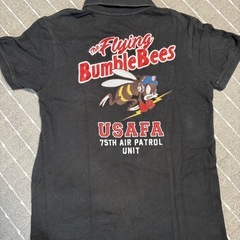 The Flying
BumbleBees
USAFA
75TH AIR PATROL
UNIT